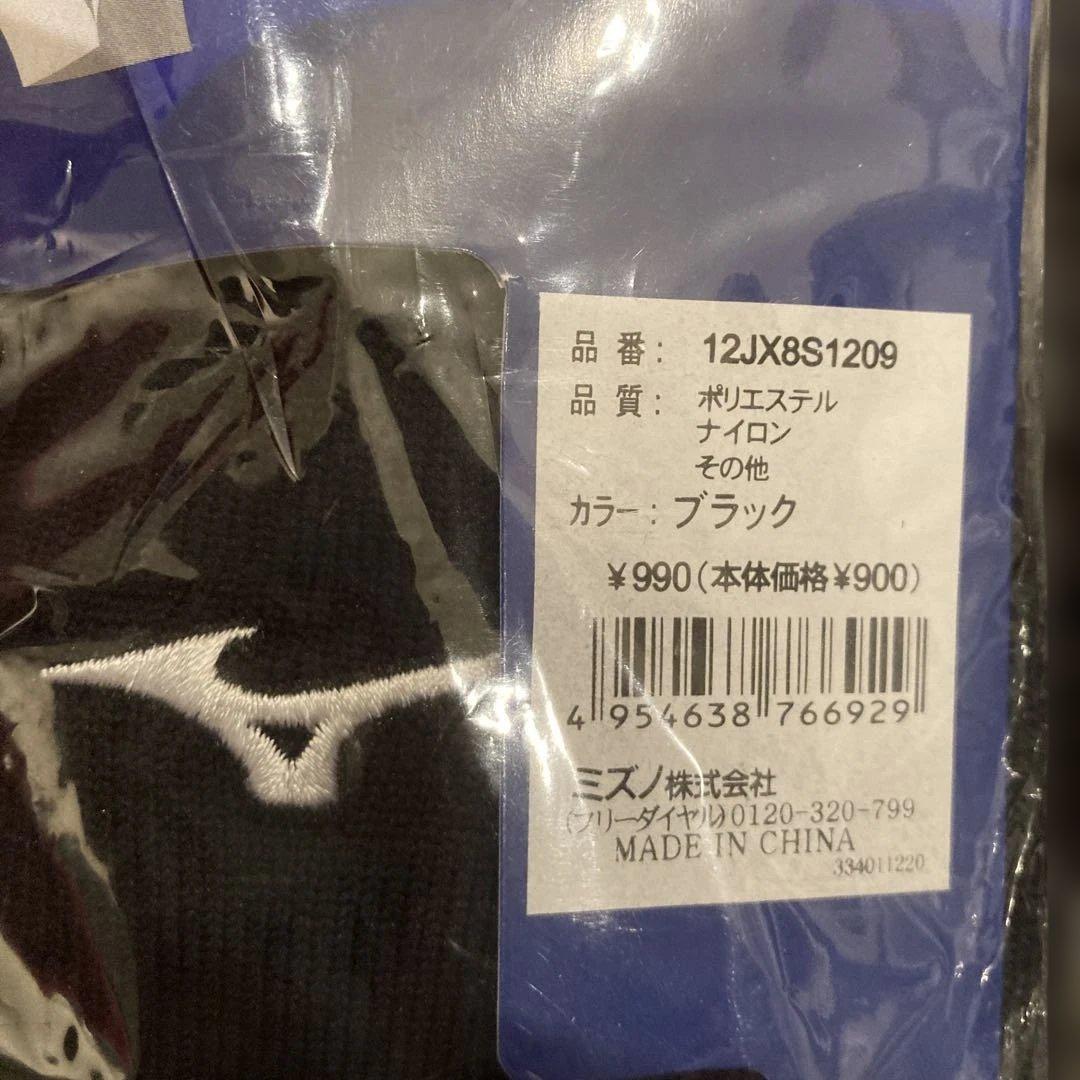 品 番： 12JX8S1209
品 質： ポリエステル
ナイロン
その他
カラー： ブラック
¥990（本体価格¥900）
4 954638 766929
ミズノ株式会社
(フリーダイヤル)0120-320-799
MADE IN CHINA
334011220